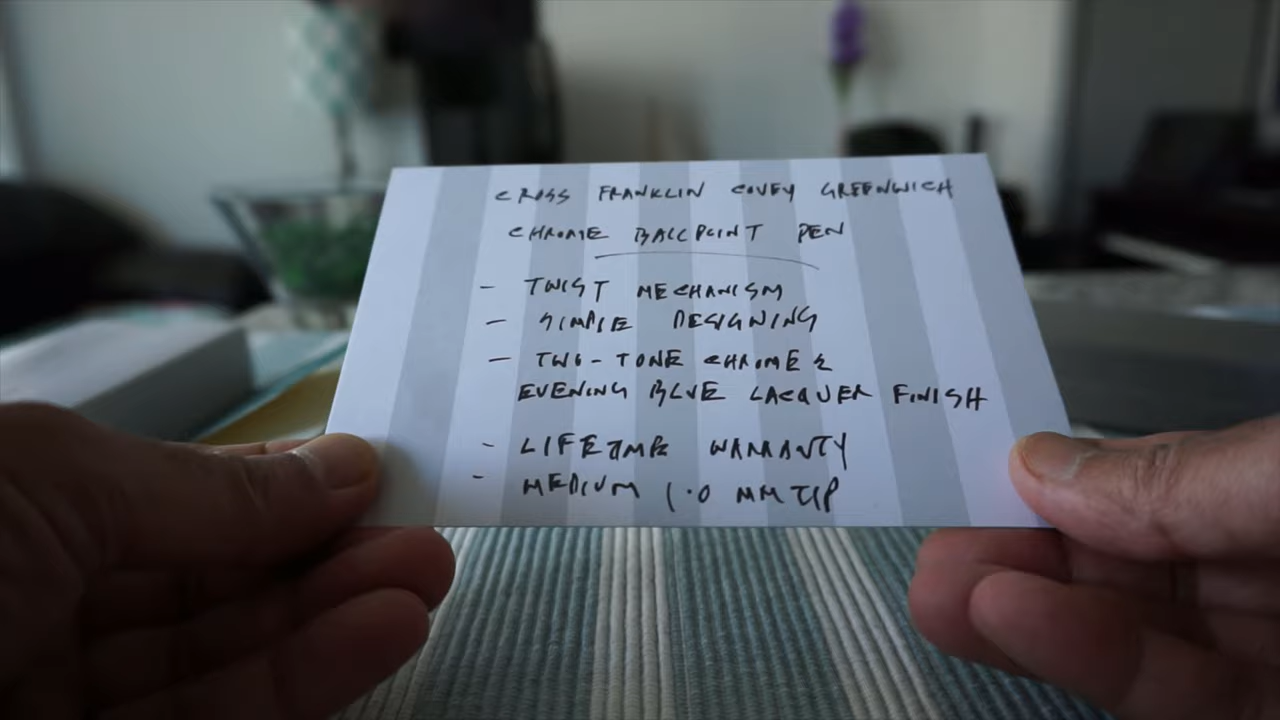 CROSS FRANKLIN COVEY GREENWICH
CHROME BALLPOINT PEN
- TWIST MECHANISM
- SIMPLE DESIGNING
- TWO-TONE CHROME &
EVENING BLUE LACQUER FINISH
- LIFETIME WARRANTY
- MEDIUM 1.0 MM TIP